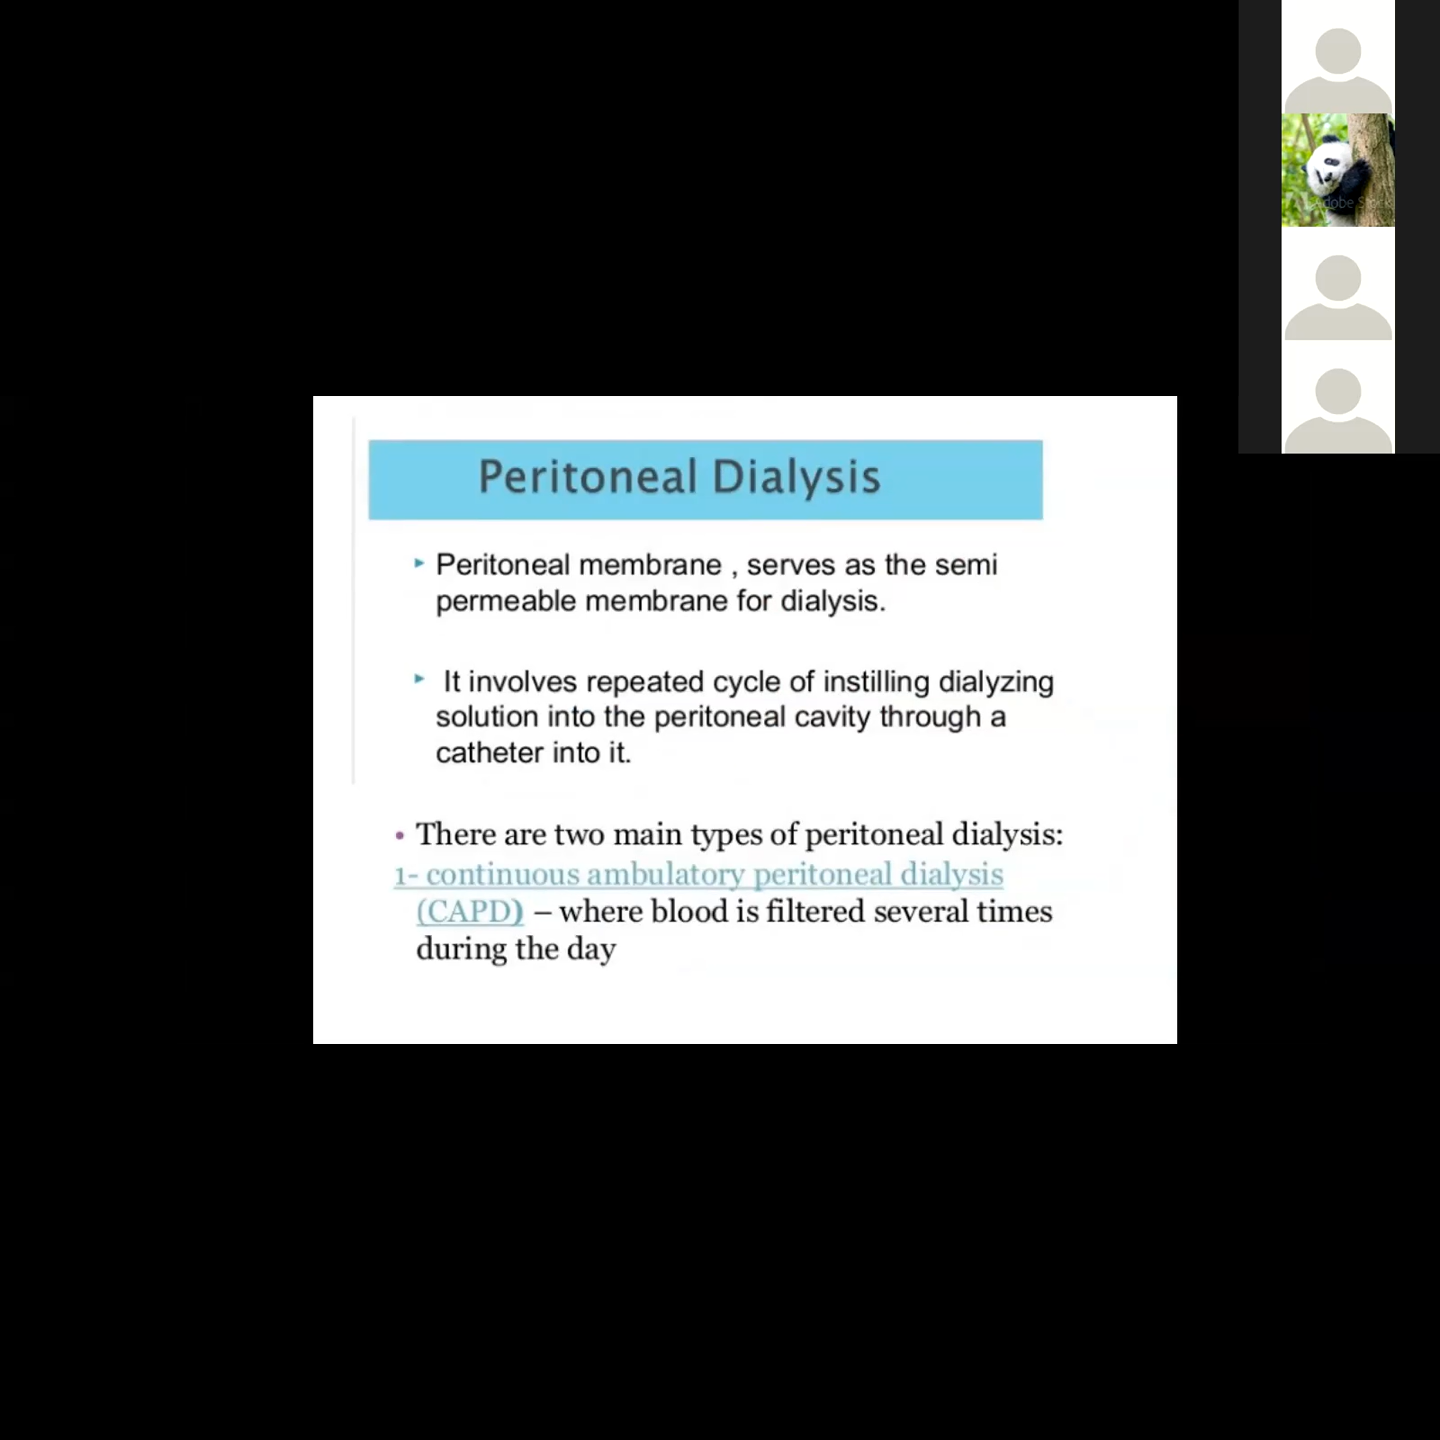 Peritoneal Dialysis
Peritoneal membrane , serves as the semi
permeable membrane for dialysis.
It involves repeated cycle of instilling dialyzing
solution into the peritoneal cavity through a
catheter into it.
• There are two main types of peritoneal dialysis:
1- continuous ambulatory peritoneal dialysis
(CAPD) – where blood is filtered several times
during the day
Adobe Stock